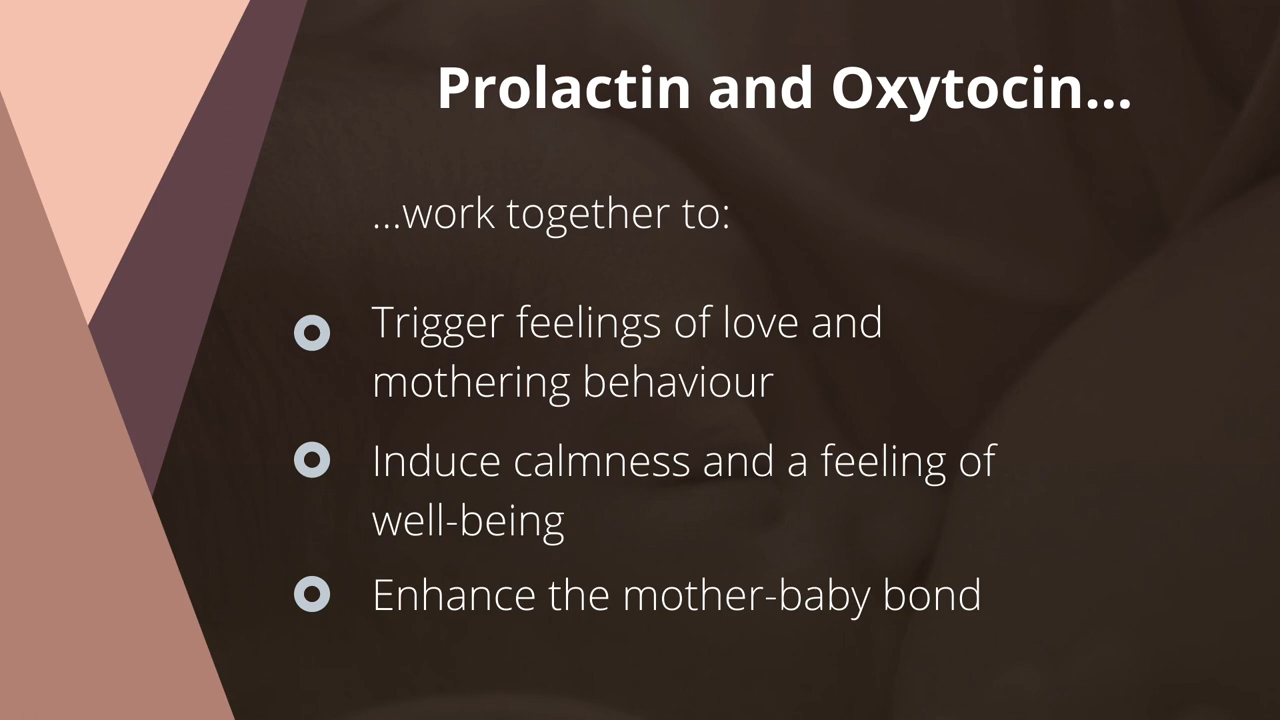 Prolactin and Oxytocin...
...work together to:
Trigger feelings of love and
mothering behaviour
Induce calmness and a feeling of
well-being
Enhance the mother-baby bond